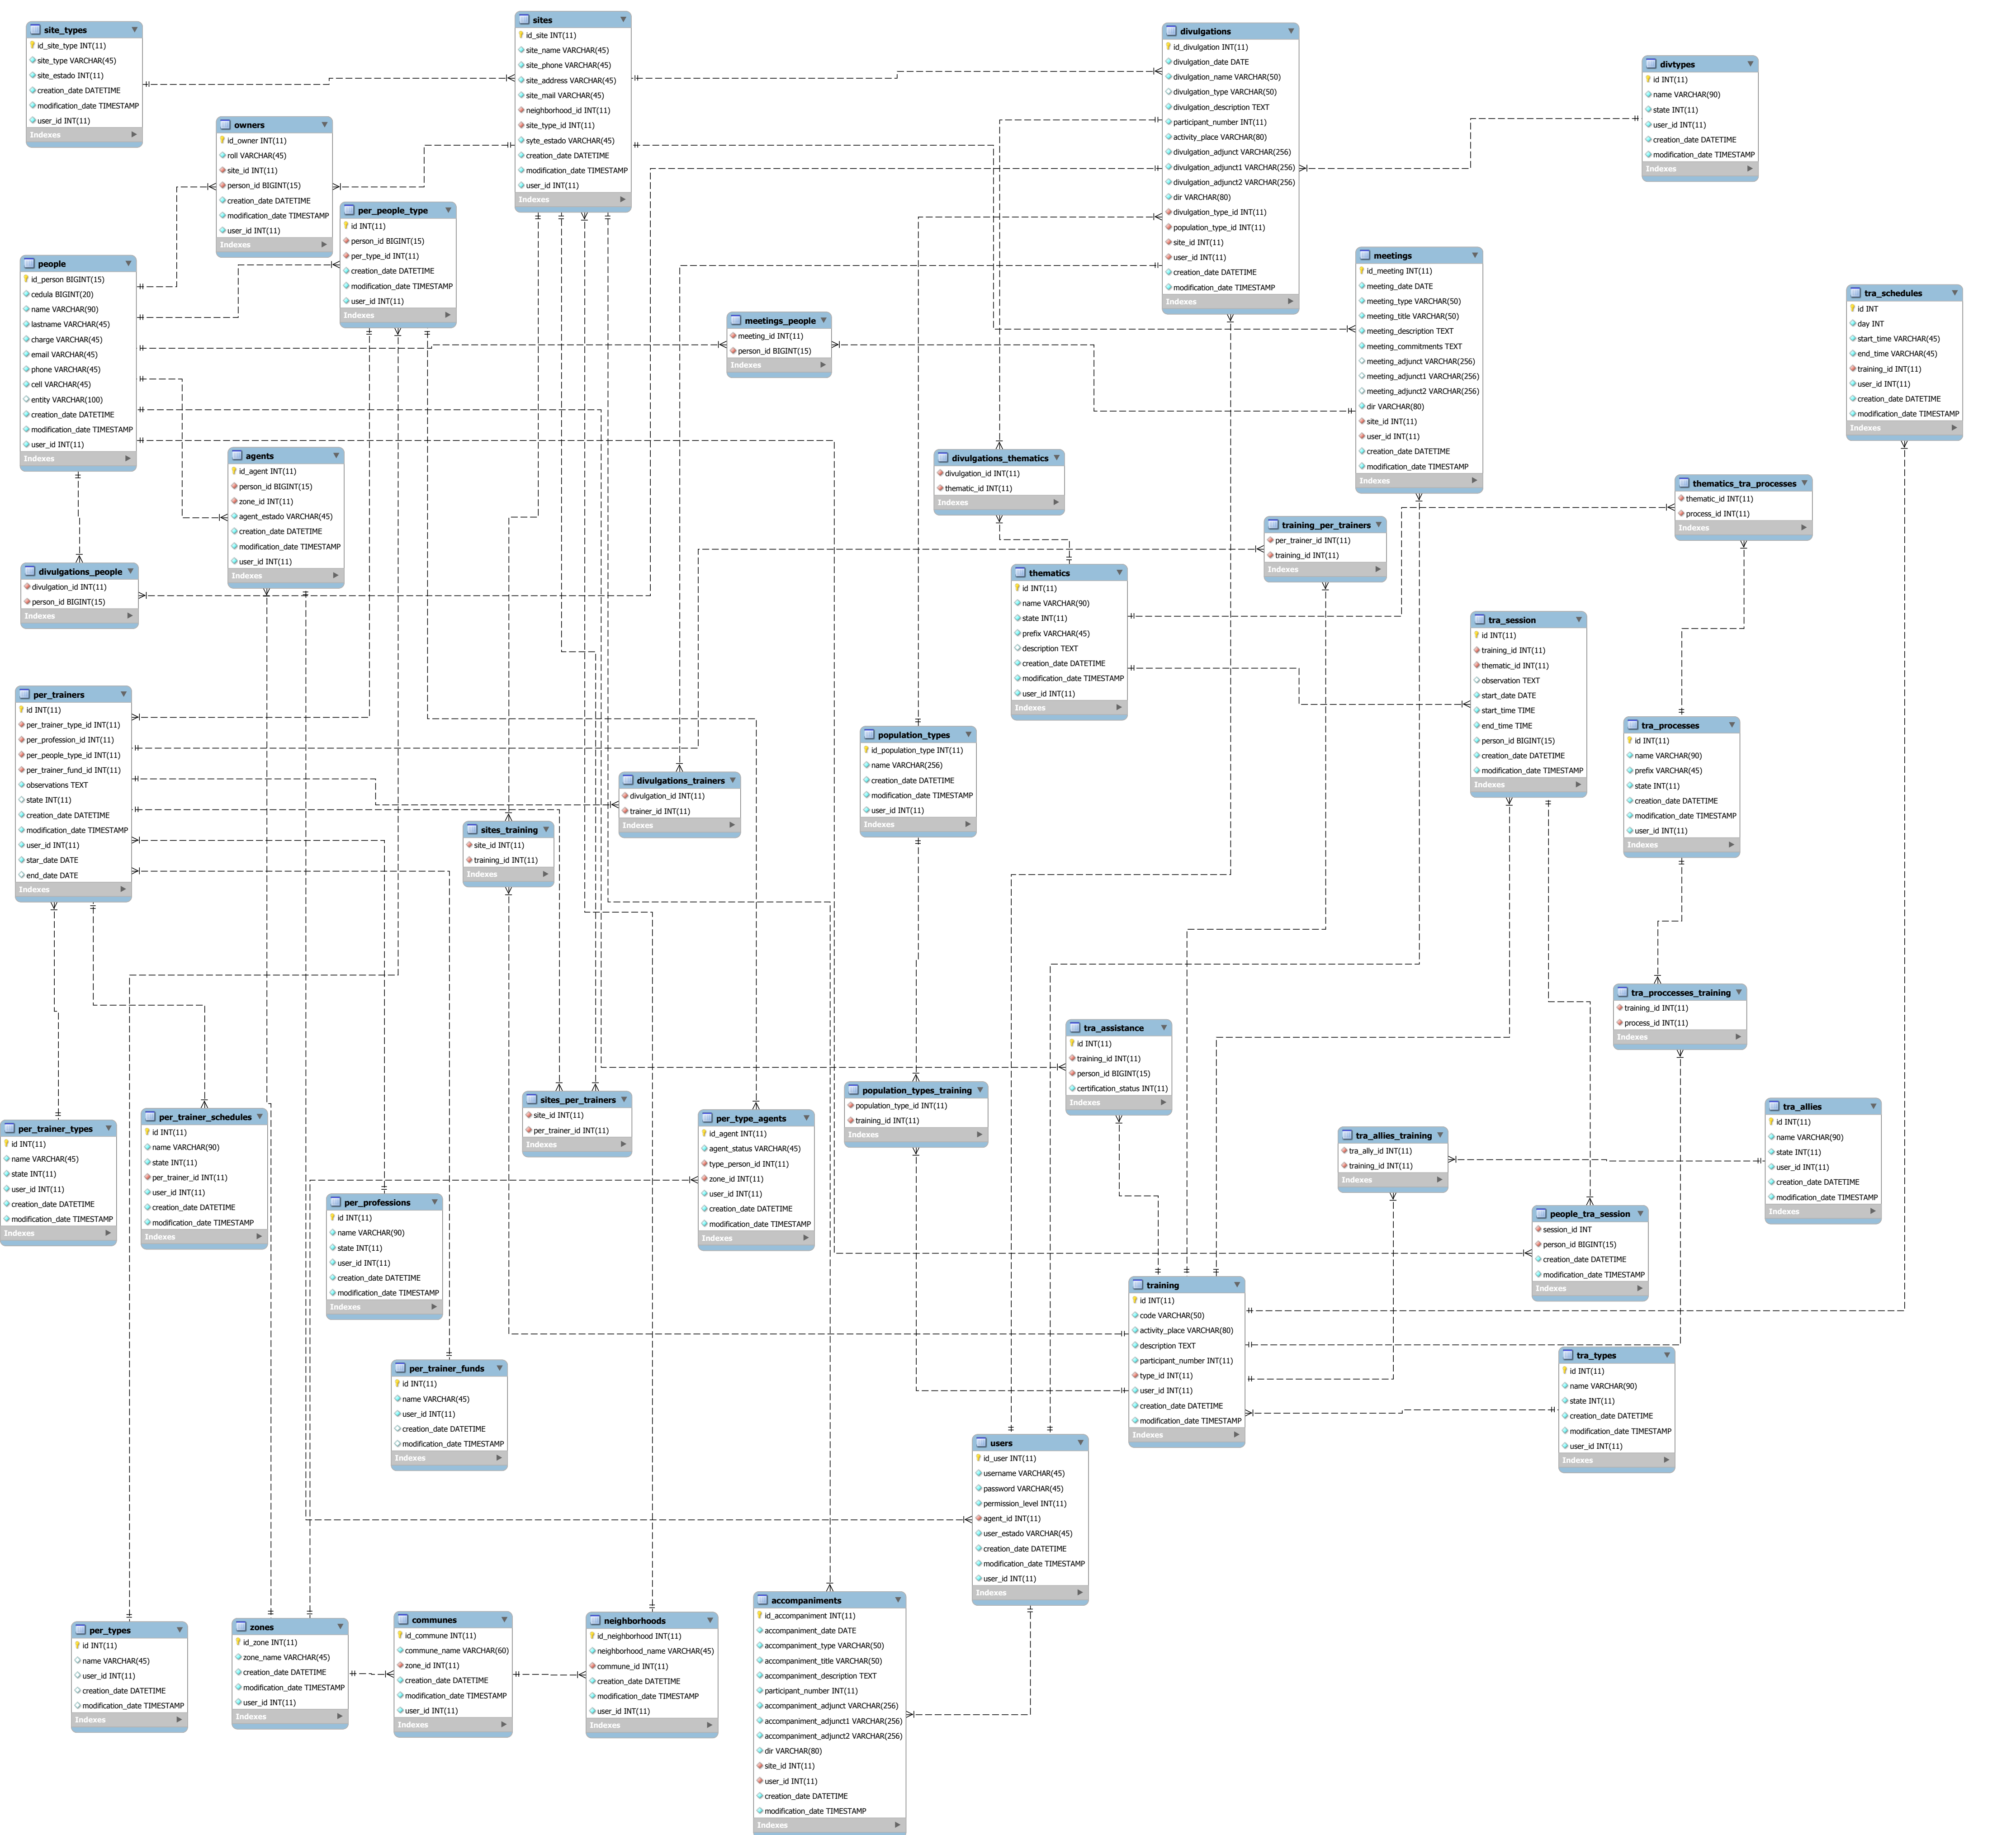 site_types
id_site_type INT(11)
site_type VARCHAR(45)
site_estado INT(11)
creation_date DATETIME
modification_date TIMESTAMP
user_id INT(11)
Indexes
sites
id_site INT(11)
site_name VARCHAR(45)
site_phone VARCHAR(45)
site_address VARCHAR(45)
site_mail VARCHAR(45)
neighborhood_id INT(11)
site_type_id INT(11)
syte_estado VARCHAR(45)
creation_date DATETIME
modification_date TIMESTAMP
user_id INT(11)
Indexes
divulgations
id_divulgation INT(11)
divulgation_date DATE
divulgation_name VARCHAR(50)
divulgation_type VARCHAR(50)
divulgation_description TEXT
participant_number INT(11)
activity_place VARCHAR(80)
divulgation_adjunct VARCHAR(256)
divulgation_adjunct1 VARCHAR(256)
divulgation_adjunct2 VARCHAR(256)
dir VARCHAR(80)
divulgation_type_id INT(11)
population_type_id INT(11)
site_id INT(11)
user_id INT(11)
creation_date DATETIME
modification_date TIMESTAMP
Indexes
divtypes
id INT(11)
name VARCHAR(90)
state INT(11)
user_id INT(11)
creation_date DATETIME
modification_date TIMESTAMP
Indexes
owners
id_owner INT(11)
roll VARCHAR(45)
site_id INT(11)
person_id BIGINT(15)
creation_date DATETIME
modification_date TIMESTAMP
user_id INT(11)
Indexes
per_people_type
id INT(11)
person_id BIGINT(15)
per_type_id INT(11)
creation_date DATETIME
modification_date TIMESTAMP
user_id INT(11)
Indexes
people
id_person BIGINT(15)
cedula BIGINT(20)
name VARCHAR(90)
lastname VARCHAR(45)
charge VARCHAR(45)
email VARCHAR(45)
phone VARCHAR(45)
cell VARCHAR(45)
entity VARCHAR(100)
creation_date DATETIME
modification_date TIMESTAMP
user_id INT(11)
Indexes
meetings
id_meeting INT(11)
meeting_date DATE
meeting_type VARCHAR(50)
meeting_title VARCHAR(50)
meeting_description TEXT
meeting_commitments TEXT
meeting_adjunct VARCHAR(256)
meeting_adjunct1 VARCHAR(256)
meeting_adjunct2 VARCHAR(256)
dir VARCHAR(80)
site_id INT(11)
user_id INT(11)
creation_date DATETIME
modification_date TIMESTAMP
Indexes
tra_schedules
id INT
day INT
start_time VARCHAR(45)
end_time VARCHAR(45)
training_id INT(11)
user_id INT(11)
creation_date DATETIME
modification_date TIMESTAMP
Indexes
meetings_people
meeting_id INT(11)
person_id BIGINT(15)
Indexes
agents
id_agent INT(11)
person_id BIGINT(15)
zone_id INT(11)
agent_estado VARCHAR(45)
creation_date DATETIME
modification_date TIMESTAMP
user_id INT(11)
Indexes
divulgations_thematics
divulgation_id INT(11)
thematic_id INT(11)
Indexes
thematics_tra_processes
thematic_id INT(11)
process_id INT(11)
Indexes
training_per_trainers
per_trainer_id INT(11)
training_id INT(11)
Indexes
divulgations_people
divulgation_id INT(11)
person_id BIGINT(15)
Indexes
thematics
id INT(11)
name VARCHAR(90)
state INT(11)
prefix VARCHAR(45)
description TEXT
creation_date DATETIME
modification_date TIMESTAMP
user_id INT(11)
Indexes
tra_session
id INT(11)
training_id INT(11)
thematic_id INT(11)
observation TEXT
start_date DATE
start_time TIME
end_time TIME
person_id BIGINT(15)
creation_date DATETIME
modification_date TIMESTAMP
Indexes
per_trainers
id INT(11)
per_trainer_type_id INT(11)
per_profession_id INT(11)
per_people_type_id INT(11)
per_trainer_fund_id INT(11)
observations TEXT
state INT(11)
creation_date DATETIME
modification_date TIMESTAMP
user_id INT(11)
star_date DATE
end_date DATE
Indexes
population_types
id_population_type INT(11)
name VARCHAR(256)
creation_date DATETIME
modification_date TIMESTAMP
user_id INT(11)
Indexes
tra_processes
id INT(11)
name VARCHAR(90)
prefix VARCHAR(45)
state INT(11)
creation_date DATETIME
modification_date TIMESTAMP
user_id INT(11)
Indexes
divulgations_trainers
divulgation_id INT(11)
trainer_id INT(11)
Indexes
sites_training
site_id INT(11)
training_id INT(11)
Indexes
tra_proccesses_training
training_id INT(11)
process_id INT(11)
Indexes
tra_assistance
id INT(11)
training_id INT(11)
person_id BIGINT(15)
certification_status INT(11)
Indexes
population_types_training
population_type_id INT(11)
training_id INT(11)
Indexes
sites_per_trainers
site_id INT(11)
per_trainer_id INT(11)
Indexes
tra_allies
id INT(11)
name VARCHAR(90)
state INT(11)
user_id INT(11)
creation_date DATETIME
modification_date TIMESTAMP
Indexes
per_trainer_types
id INT(11)
name VARCHAR(45)
state INT(11)
user_id INT(11)
creation_date DATETIME
modification_date TIMESTAMP
Indexes
per_trainer_schedules
id INT(11)
name VARCHAR(90)
state INT(11)
per_trainer_id INT(11)
user_id INT(11)
creation_date DATETIME
modification_date TIMESTAMP
Indexes
per_type_agents
id_agent INT(11)
agent_status VARCHAR(45)
type_person_id INT(11)
zone_id INT(11)
user_id INT(11)
creation_date DATETIME
modification_date TIMESTAMP
Indexes
tra_allies_training
tra_ally_id INT(11)
training_id INT(11)
Indexes
per_professions
id INT(11)
name VARCHAR(90)
state INT(11)
user_id INT(11)
creation_date DATETIME
modification_date TIMESTAMP
Indexes
people_tra_session
session_id INT
person_id BIGINT(15)
creation_date DATETIME
modification_date TIMESTAMP
Indexes
training
id INT(11)
code VARCHAR(50)
activity_place VARCHAR(80)
description TEXT
participant_number INT(11)
type_id INT(11)
user_id INT(11)
creation_date DATETIME
modification_date TIMESTAMP
Indexes
tra_types
id INT(11)
name VARCHAR(90)
state INT(11)
creation_date DATETIME
modification_date TIMESTAMP
user_id INT(11)
Indexes
per_trainer_funds
id INT(11)
name VARCHAR(45)
user_id INT(11)
creation_date DATETIME
modification_date TIMESTAMP
Indexes
users
id_user INT(11)
username VARCHAR(45)
password VARCHAR(45)
permission_level INT(11)
agent_id INT(11)
user_estado VARCHAR(45)
creation_date DATETIME
modification_date TIMESTAMP
user_id INT(11)
Indexes
per_types
id INT(11)
name VARCHAR(45)
user_id INT(11)
creation_date DATETIME
modification_date TIMESTAMP
Indexes
zones
id_zone INT(11)
zone_name VARCHAR(45)
creation_date DATETIME
modification_date TIMESTAMP
user_id INT(11)
Indexes
communes
id_commune INT(11)
commune_name VARCHAR(60)
zone_id INT(11)
creation_date DATETIME
modification_date TIMESTAMP
user_id INT(11)
Indexes
neighborhoods
id_neighborhood INT(11)
neighborhood_name VARCHAR(45)
commune_id INT(11)
creation_date DATETIME
modification_date TIMESTAMP
user_id INT(11)
Indexes
accompaniments
id_accompaniment INT(11)
accompaniment_date DATE
accompaniment_type VARCHAR(50)
accompaniment_title VARCHAR(50)
accompaniment_description TEXT
participant_number INT(11)
accompaniment_adjunct VARCHAR(256)
accompaniment_adjunct1 VARCHAR(256)
accompaniment_adjunct2 VARCHAR(256)
dir VARCHAR(80)
site_id INT(11)
user_id INT(11)
creation_date DATETIME
modification_date TIMESTAMP
Indexes